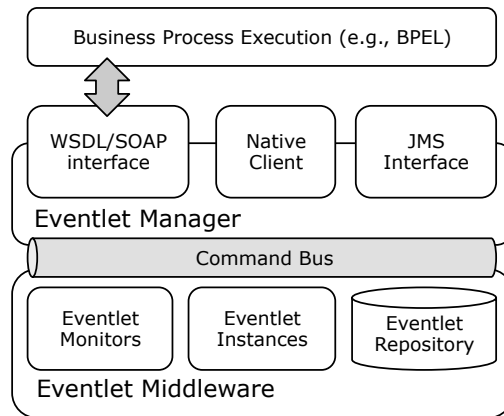 Business Process Execution (e.g., BPEL)
WSDL/SOAP
interface
Native
Client
JMS
Interface
Eventlet Manager
Command Bus
Eventlet
Monitors
Eventlet
Instances
Eventlet
Repository
Eventlet Middleware